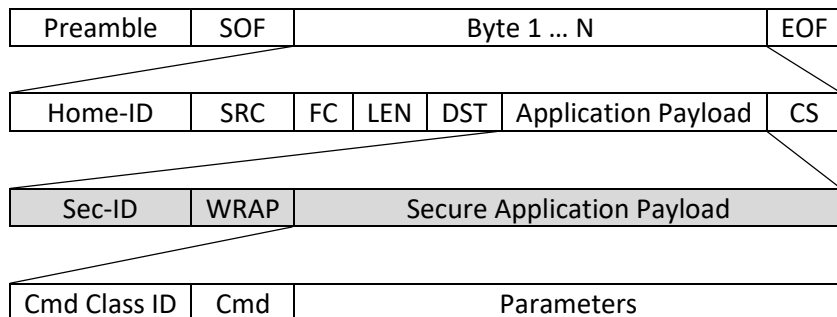 Preamble SOF Byte 1 … N EOF
Home-ID SRC FC LEN DST Application Payload CS
Sec-ID WRAP Secure Application Payload
Cmd Class ID Cmd Parameters